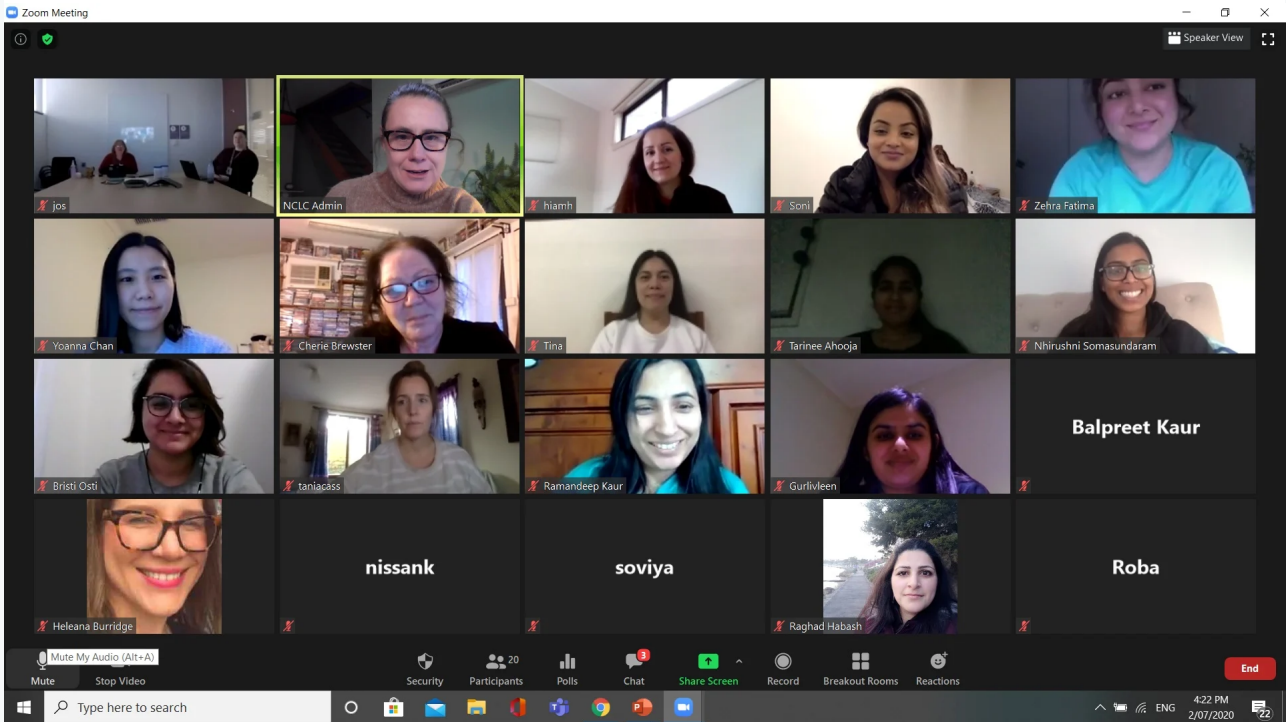 Zoom Meeting
Speaker View
jos
NCLC Admin
hiamh
Soni
Zehra Fatima
Yoanna Chan
Cherie Brewster
Tina
Tarinee Ahooja
Nhirushni Somasundaram
Bristi Osti
taniacass
Ramandeep Kaur
Gurlivleen
Balpreet Kaur
Heleana Burridge
nissank
soviya
Raghad Habash
Roba
Mute My Audio (Alt+A)
20
3
Mute
Stop Video
Security
Participants
Polls
Chat
Share Screen
Record
Breakout Rooms
Reactions
End
Type here to search
ENG
4:22 PM
2/07/2020
22